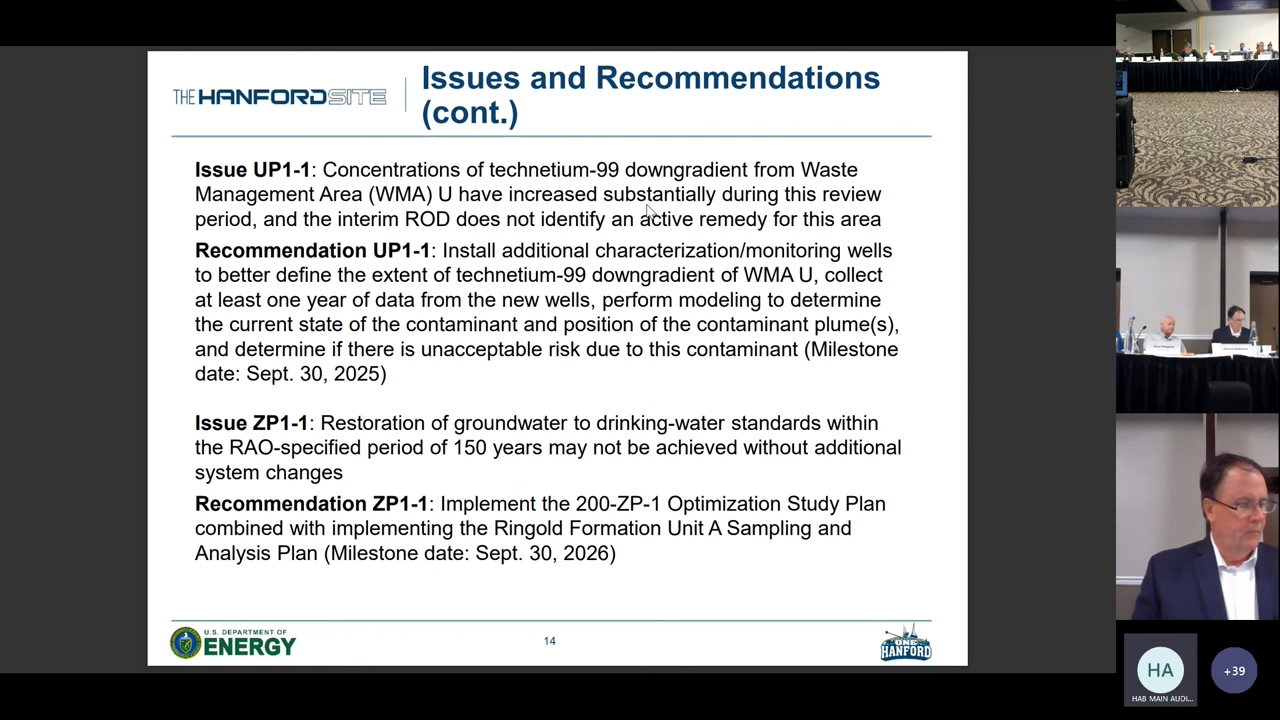 THE HANFORD SITE
Issues and Recommendations
(cont.)
Issue UP1-1: Concentrations of technetium-99 downgradient from Waste
Management Area (WMA) U have increased substantially during this review
period, and the interim ROD does not identify an active remedy for this area
Recommendation UP1-1: Install additional characterization/monitoring wells
to better define the extent of technetium-99 downgradient of WMA U, collect
at least one year of data from the new wells, perform modeling to determine
the current state of the contaminant and position of the contaminant plume(s),
and determine if there is unacceptable risk due to this contaminant (Milestone
date: Sept. 30, 2025)
Issue ZP1-1: Restoration of groundwater to drinking-water standards within
the RAO-specified period of 150 years may not be achieved without additional
system changes
Recommendation ZP1-1: Implement the 200-ZP-1 Optimization Study Plan
combined with implementing the Ringold Formation Unit A Sampling and
Analysis Plan (Milestone date: Sept. 30, 2026)
U.S. DEPARTMENT OF
ENERGY
14
ONE
HANFORD
HA
+39
HAB MAIN AUDI...